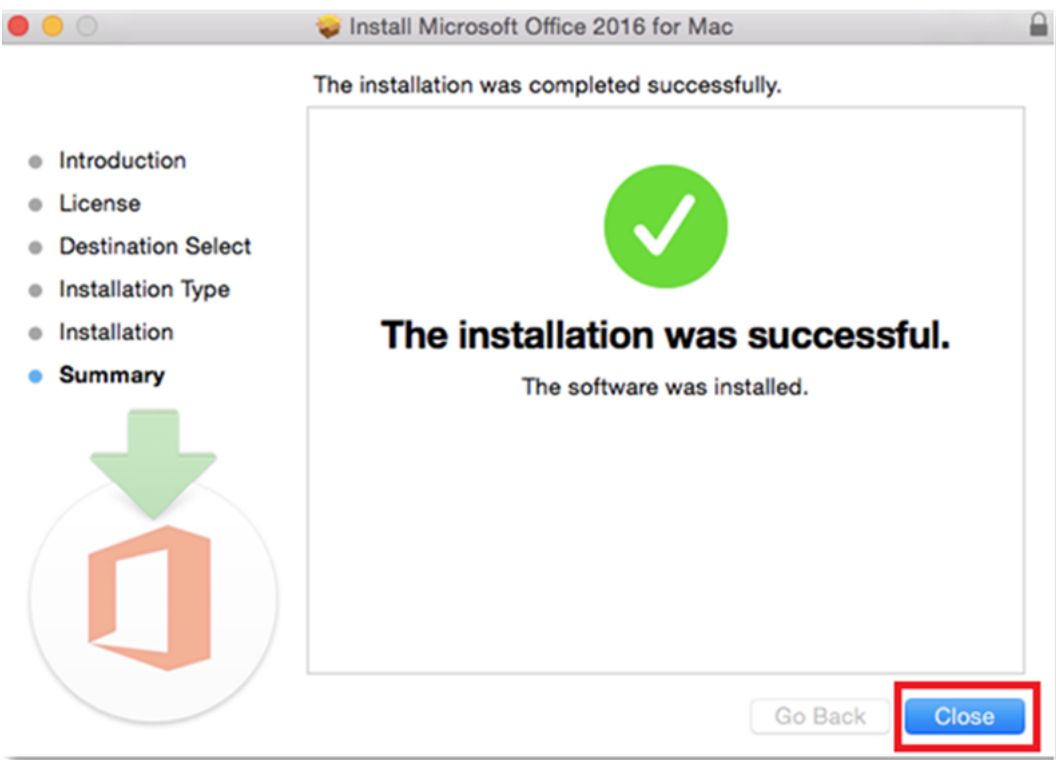 Install Microsoft Office 2016 for Mac
The installation was completed successfully.
Introduction
License
Destination Select
Installation Type
Installation
Summary
The installation was successful.
The software was installed.
Go Back
Close